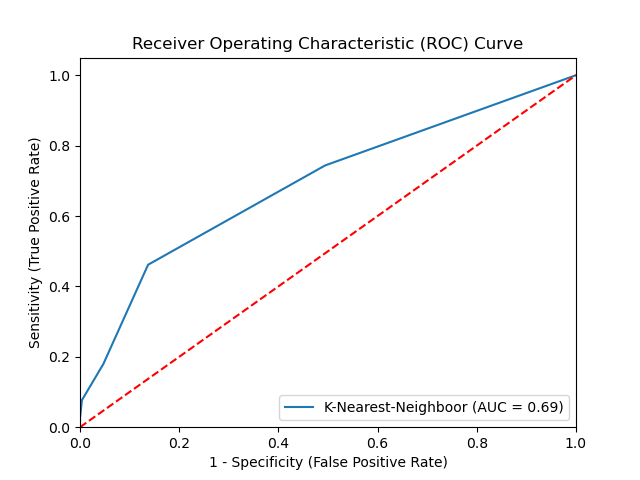 Receiver Operating Characteristic (ROC) Curve
1.0
0.8
0.6
0.4
0.2
0.0
Sensitivity (True Positive Rate)
K-Nearest-Neighboor (AUC = 0.69)
0.0 0.2 0.4 0.6 0.8 1.0
1 - Specificity (False Positive Rate)